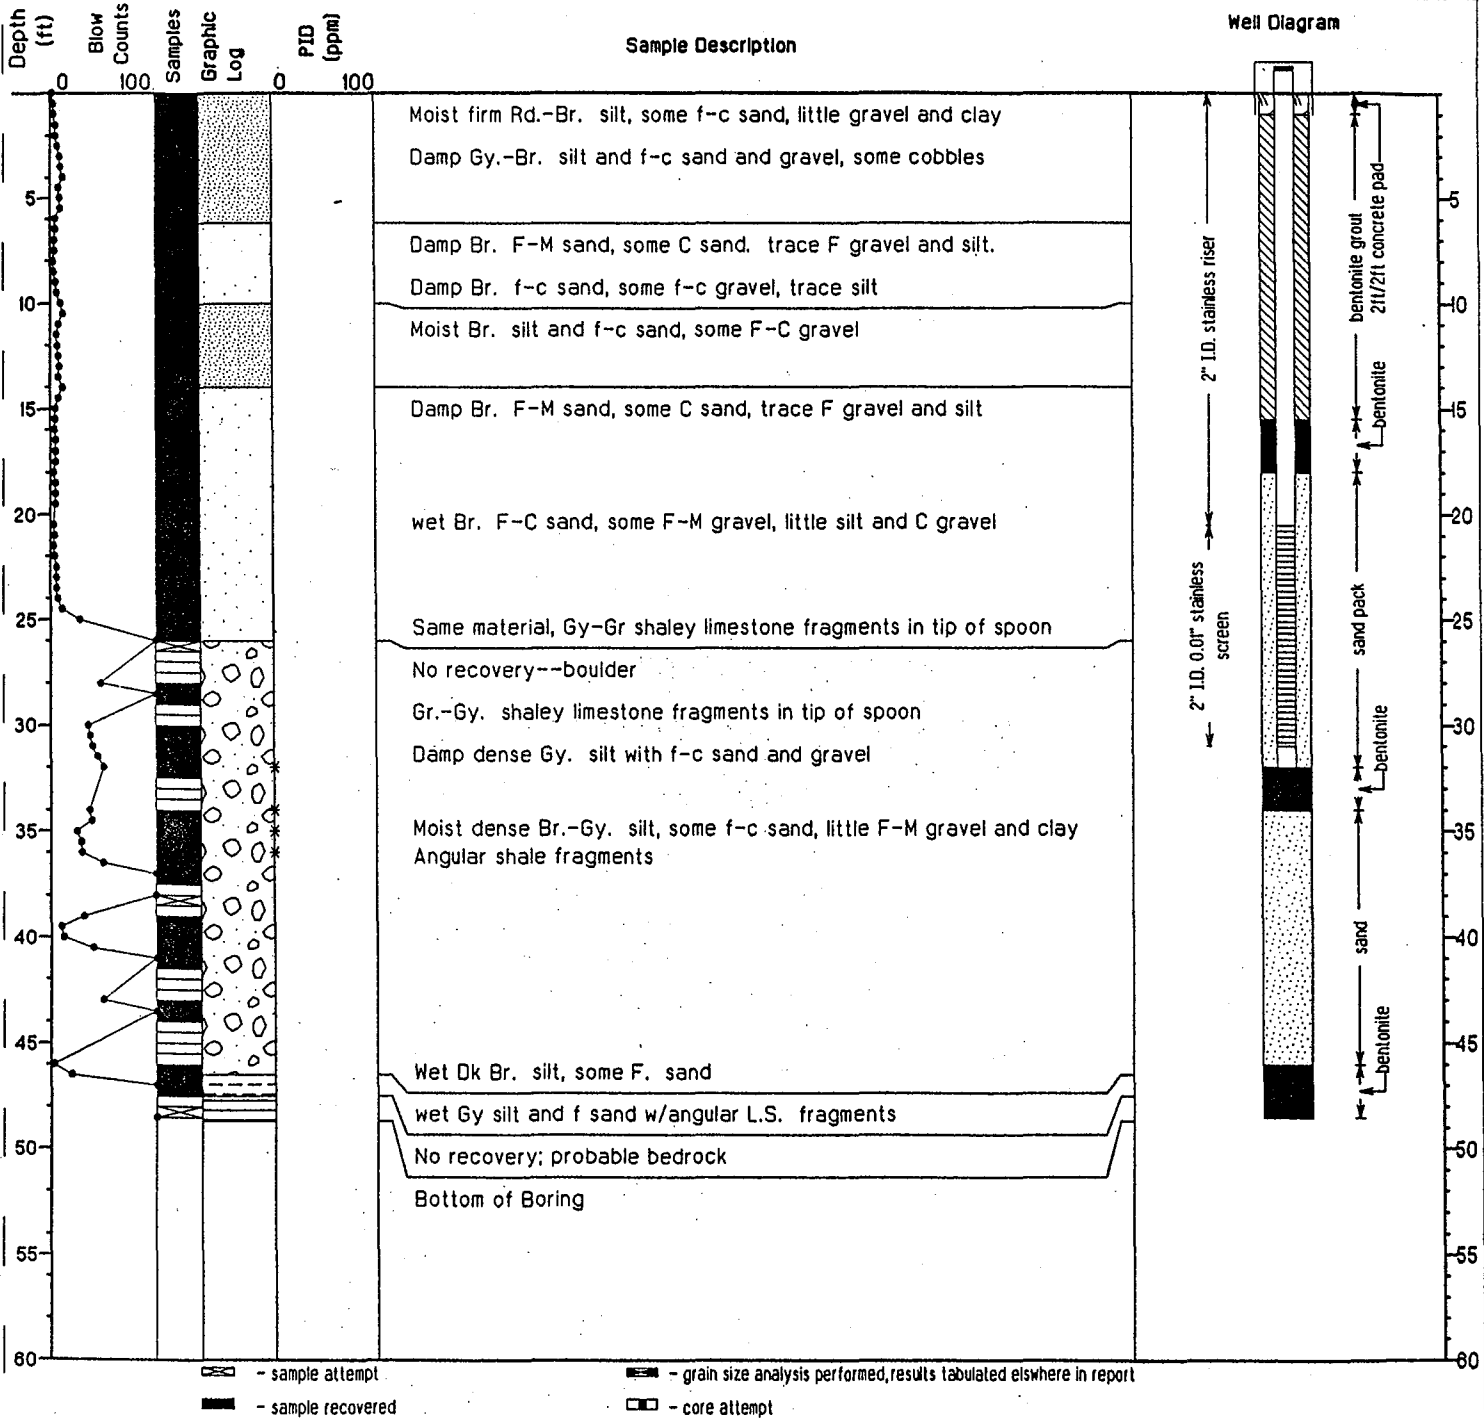 Depth
(ft)
Blow
Counts
0 100
Samples
Graphic
Log
PID
(ppm)
0 100
Sample Description
Well Diagram
Moist firm Rd.-Br. silt, some f-c sand, little gravel and clay
Damp Gy.-Br. silt and f-c sand and gravel, some cobbles
Damp Br. F-M sand, some C sand. trace F gravel and silt.
Damp Br. f-c sand, some f-c gravel, trace silt
Moist Br. silt and f-c sand, some F-C gravel
Damp Br. F-M sand, some C sand, trace F gravel and silt
wet Br. F-C sand, some F-M gravel, little silt and C gravel
Same material, Gy-Gr shaley limestone fragments in tip of spoon
No recovery--boulder
Gr.-Gy. shaley limestone fragments in tip of spoon
Damp dense Gy. silt with f-c sand and gravel
Moist dense Br.-Gy. silt, some f-c sand, little F-M gravel and clay
Angular shale fragments
Wet Dk Br. silt, some F. sand
wet Gy silt and f sand w/angular L.S. fragments
No recovery; probable bedrock
Bottom of Boring
5
10
15
20
25
30
35
40
45
50
55
60
2" I.D. stainless riser
2" I.D. 0.01" stainless
screen
bentonite grout
2ft/2ft concrete pad
bentonite
sand pack
bentonite
sand
bentonite
5
10
15
20
25
30
35
40
45
50
55
60
- sample attempt
- grain size analysis performed,results tabulated elswhere in report
- sample recovered
- core attempt